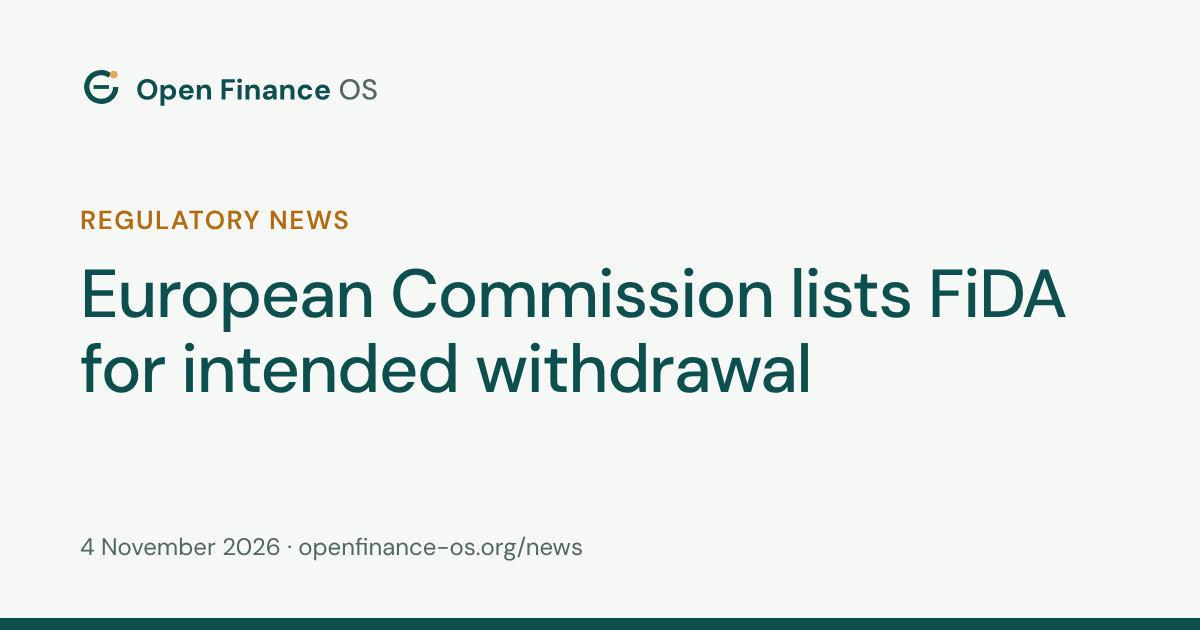 Open Finance OS
REGULATORY NEWS
European Commission lists FiDA
for intended withdrawal
4 November 2026 · openfinance-os.org/news